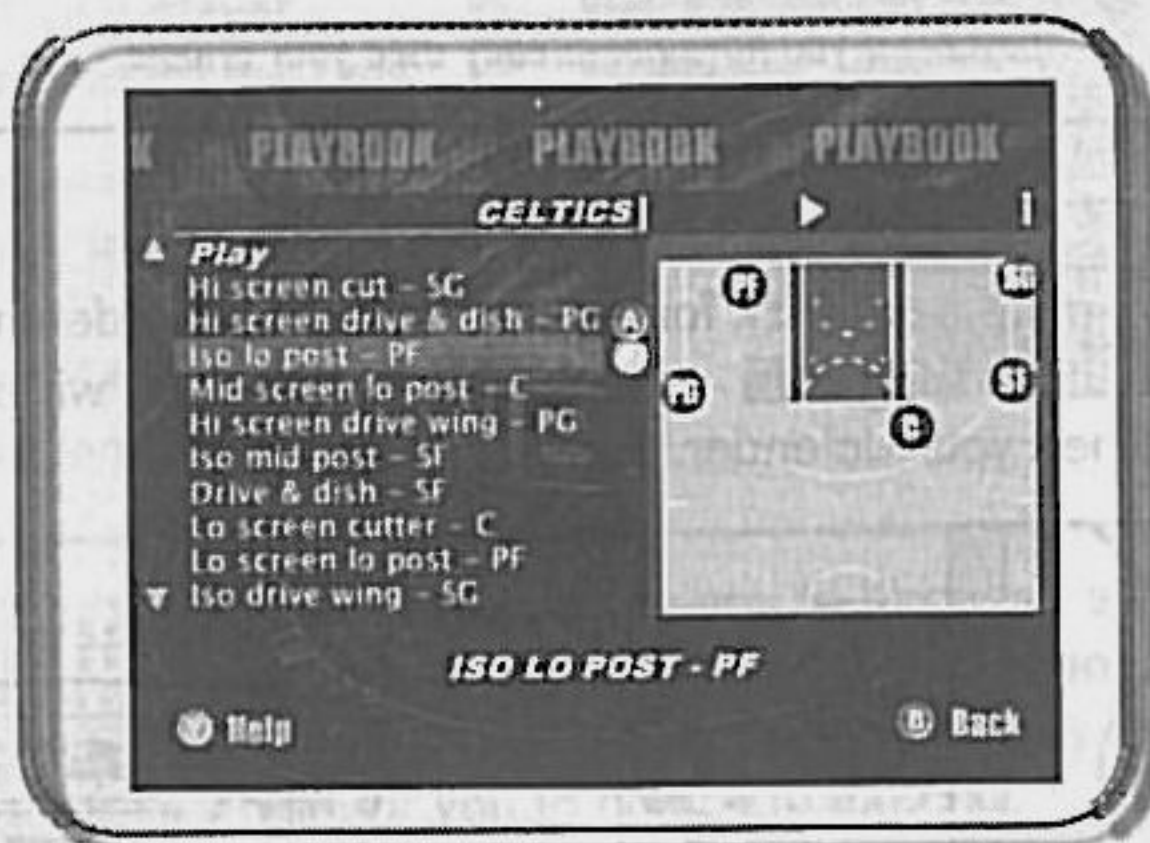 K PLAYBOOK PLAYBOOK PLAYBOOK
CELTICS
Play
Hi screen cut - SG
Hi screen drive & dish - PG A
Iso lo post - PF
Mid screen lo post - C
Hi screen drive wing - PG
Iso mid post - SF
Drive & dish - SF
Lo screen cutter - C
Lo screen lo post - PF
Iso drive wing - SG
PF
SG
PG
SF
C
ISO LO POST - PF
Y Help
B Back